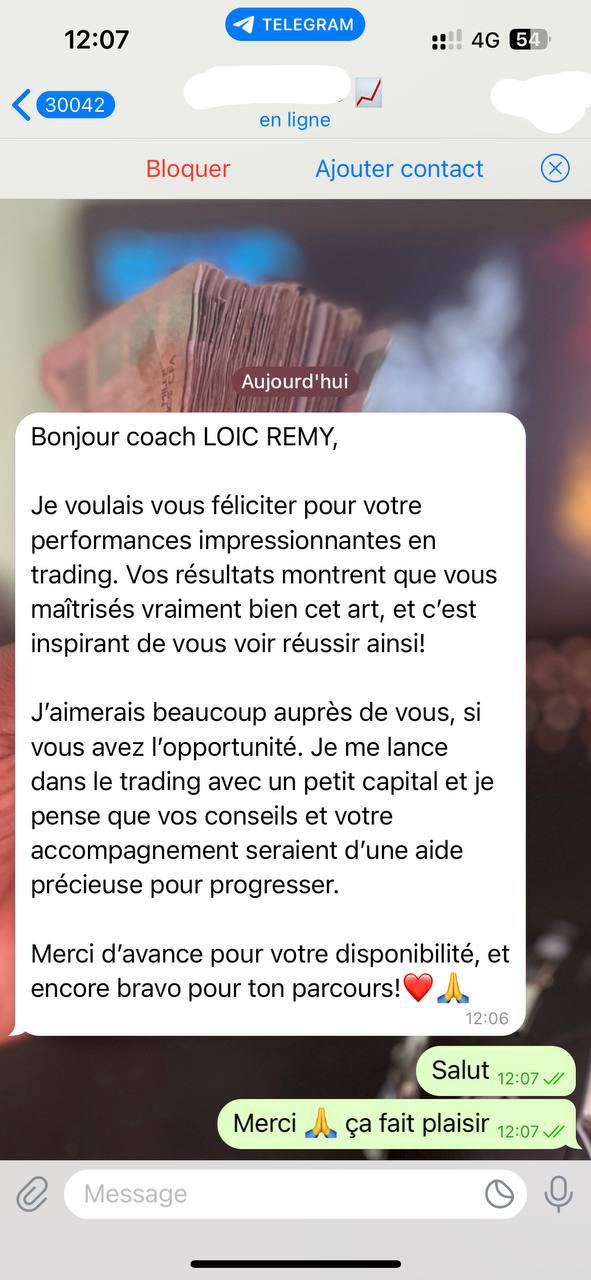 12:07
TELEGRAM
4G 54
30042
en ligne
Bloquer
Ajouter contact
Aujourd'hui
Bonjour coach LOIC REMY,
Je voulais vous féliciter pour votre
performances impressionnantes en
trading. Vos résultats montrent que vous
maîtrisés vraiment bien cet art, et c’est
inspirant de vous voir réussir ainsi!
J’aimerais beaucoup auprès de vous, si
vous avez l’opportunité. Je me lance
dans le trading avec un petit capital et je
pense que vos conseils et votre
accompagnement seraient d’une aide
précieuse pour progresser.
Merci d’avance pour votre disponibilité, et
encore bravo pour ton parcours!❤️🙏
12:06
Salut 12:07
Merci 🙏 ça fait plaisir 12:07
Message